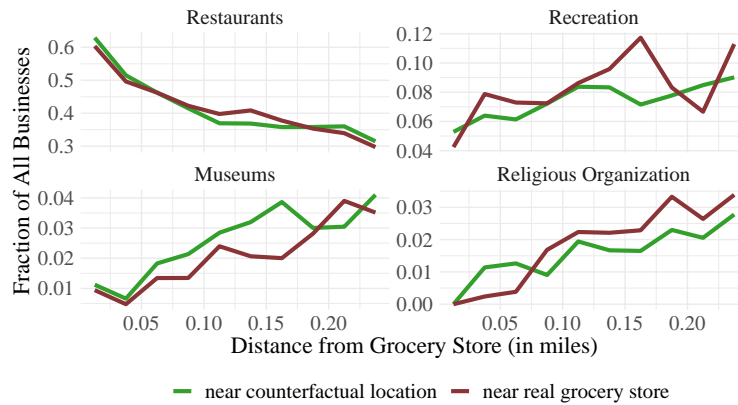 Restaurants
Recreation
0.6
0.5
0.4
0.3
0.12
0.10
0.08
0.06
0.04
Museums
Religious Organization
0.04
0.03
0.02
0.01
0.03
0.02
0.01
0.00
0.05 0.10 0.15 0.20
0.05 0.10 0.15 0.20
Fraction of All Businesses
Distance from Grocery Store (in miles)
near counterfactual location near real grocery store